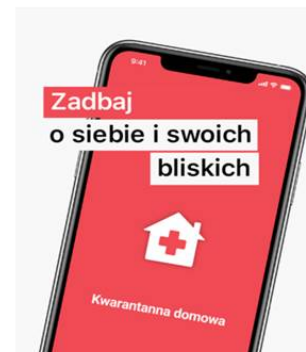 9:41
Zadbaj
o siebie i swoich
bliskich
Kwarantanna domowa